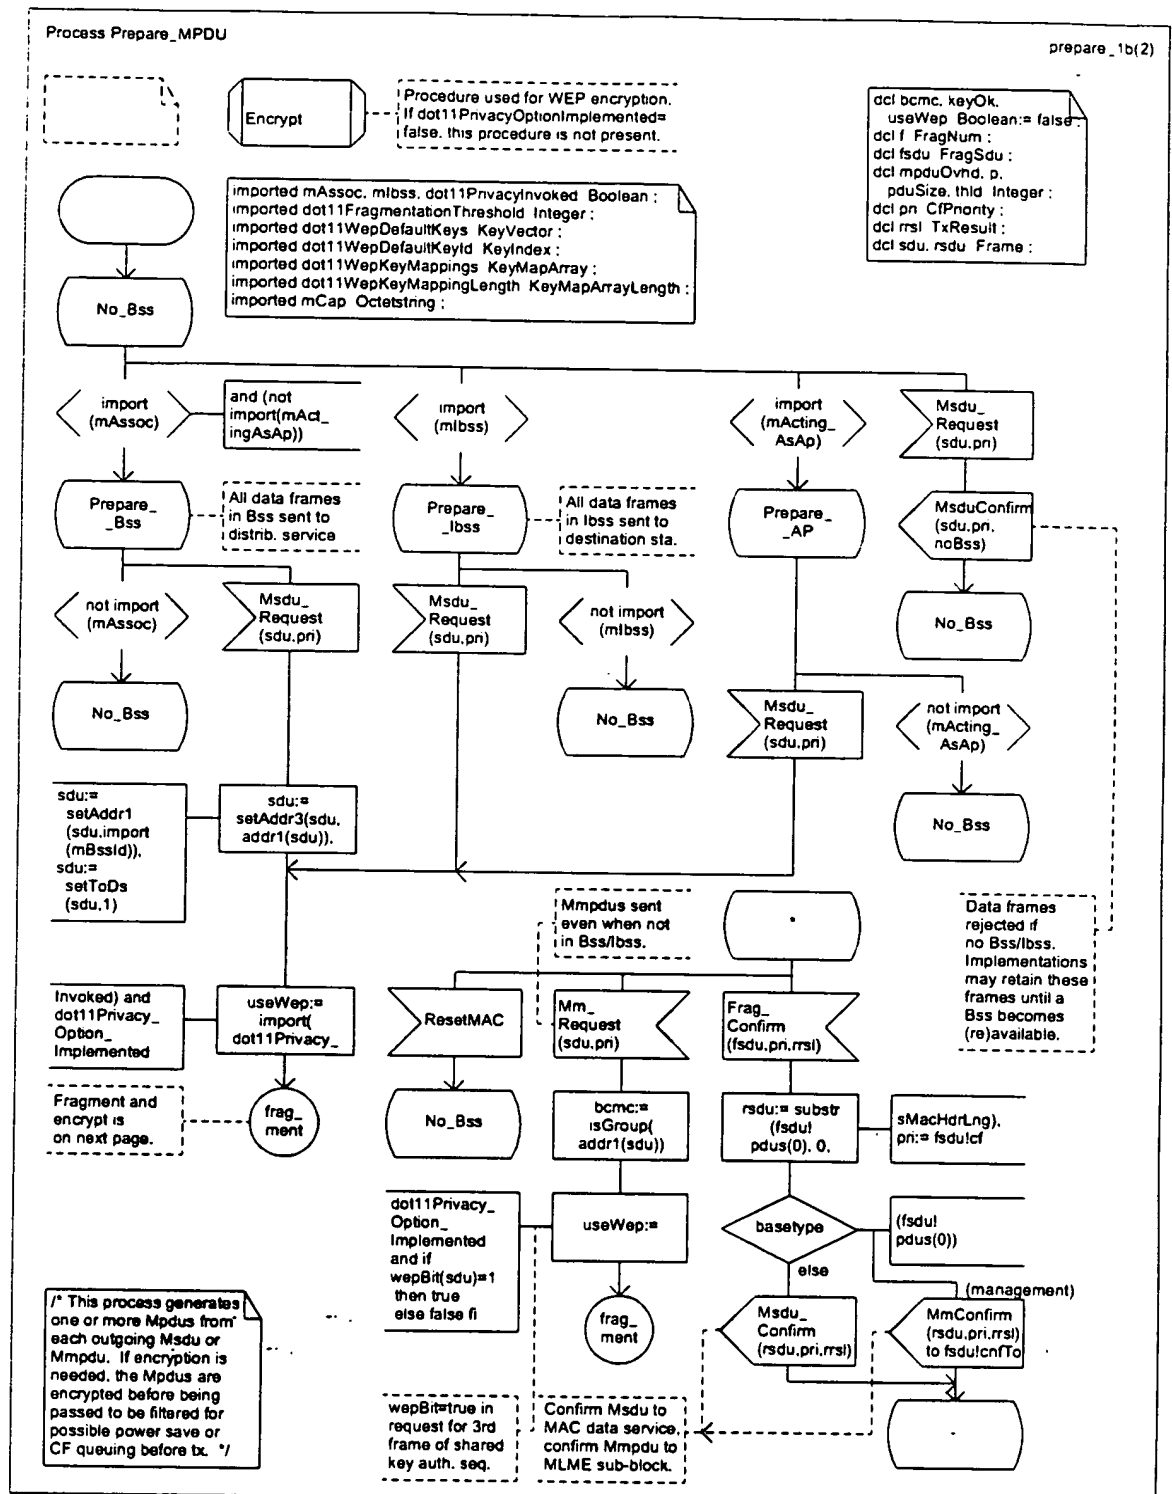 Process Prepare_MPDU
prepare_1b(2)
Encrypt
Procedure used for WEP encryption.
If dot11PrivacyOptionImplemented=
false, this procedure is not present.
dcl bcmc, keyOk,
useWep Boolean:= false ;
dcl f FragNum ;
dcl fsdu FragSdu ;
dcl mpduOvhd, p,
pduSize, thld Integer ;
dcl pri CfPriority ;
dcl rrsl TxResult ;
dcl sdu, rsdu Frame ;
imported mAssoc, mIbss, dot11PrivacyInvoked Boolean ;
imported dot11FragmentationThreshold Integer ;
imported dot11WepDefaultKeys KeyVector ;
imported dot11WepDefaultKeyId KeyIndex ;
imported dot11WepKeyMappings KeyMapArray ;
imported dot11WepKeyMappingLength KeyMapArrayLength ;
imported mCap Octetstring ;
No_Bss
import
(mAssoc)
and (not
import(mAct_
ingAsAp))
import
(mIbss)
import
(mActing_
AsAp)
Msdu_
Request
(sdu,pri)
Prepare_
_Bss
All data frames
in Bss sent to
distrib. service
Prepare_
_Ibss
All data frames
in Ibss sent to
destination sta.
Prepare_
_AP
MsduConfirm
(sdu,pri,
noBss)
not import
(mAssoc)
Msdu_
Request
(sdu,pri)
Msdu_
Request
(sdu,pri)
not import
(mIbss)
No_Bss
No_Bss
No_Bss
Msdu_
Request
(sdu,pri)
not import
(mActing_
AsAp)
No_Bss
sdu:=
setAddr1
(sdu,import
(mBssId)),
sdu:=
setToDs
(sdu,1)
sdu:=
setAddr3(sdu,
addr1(sdu)),
Mmpdus sent
even when not
in Bss/Ibss.
*
Data frames
rejected if
no Bss/Ibss.
Implementations
may retain these
frames until a
Bss becomes
(re)available.
Invoked) and
dot11Privacy_
Option_
Implemented
useWep:=
import(
dot11Privacy_
ResetMAC
Mm_
Request
(sdu,pri)
Frag_
Confirm
(fsdu,pri,rrsl)
Fragment and
encrypt is
on next page.
frag_
ment
No_Bss
bcmc:=
isGroup(
addr1(sdu))
rsdu:= substr
(fsdu!
pdus(0), 0,
sMacHdrLng),
pri:= fsdu!cf
dot11Privacy_
Option_
Implemented
and if
wepBit(sdu)=1
then true
else false fi
useWep:=
basetype
(fsdu!
pdus(0))
else
(management)
frag_
ment
Msdu_
Confirm
(rsdu,pri,rrsl)
MmConfirm
(rsdu,pri,rrsl)
to fsdu!cnfTo
/* This process generates
one or more Mpdus from
each outgoing Msdu or
Mmpdu. If encryption is
needed, the Mpdus are
encrypted before being
passed to be filtered for
possible power save or
CF queuing before tx. */
wepBit=true in
request for 3rd
frame of shared
key auth. seq.
Confirm Msdu to
MAC data service,
confirm Mmpdu to
MLME sub-block.
-